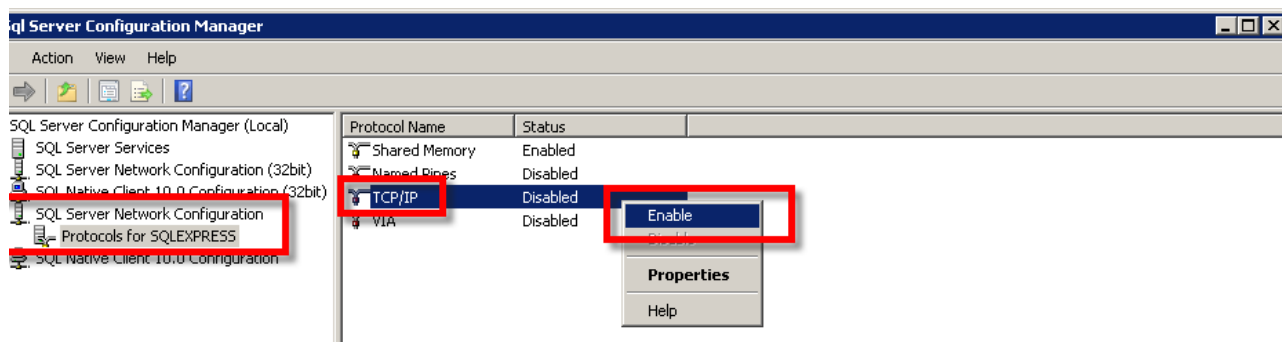 ql Server Configuration Manager
Action View Help
SQL Server Configuration Manager (Local)
SQL Server Services
SQL Server Network Configuration (32bit)
SQL Native Client 10.0 Configuration (32bit)
SQL Server Network Configuration
Protocols for SQLEXPRESS
SQL Native Client 10.0 Configuration
Protocol Name Status
Shared Memory Enabled
Named Pipes Disabled
TCP/IP Disabled
VIA Disabled
Enable
Disable
Properties
Help